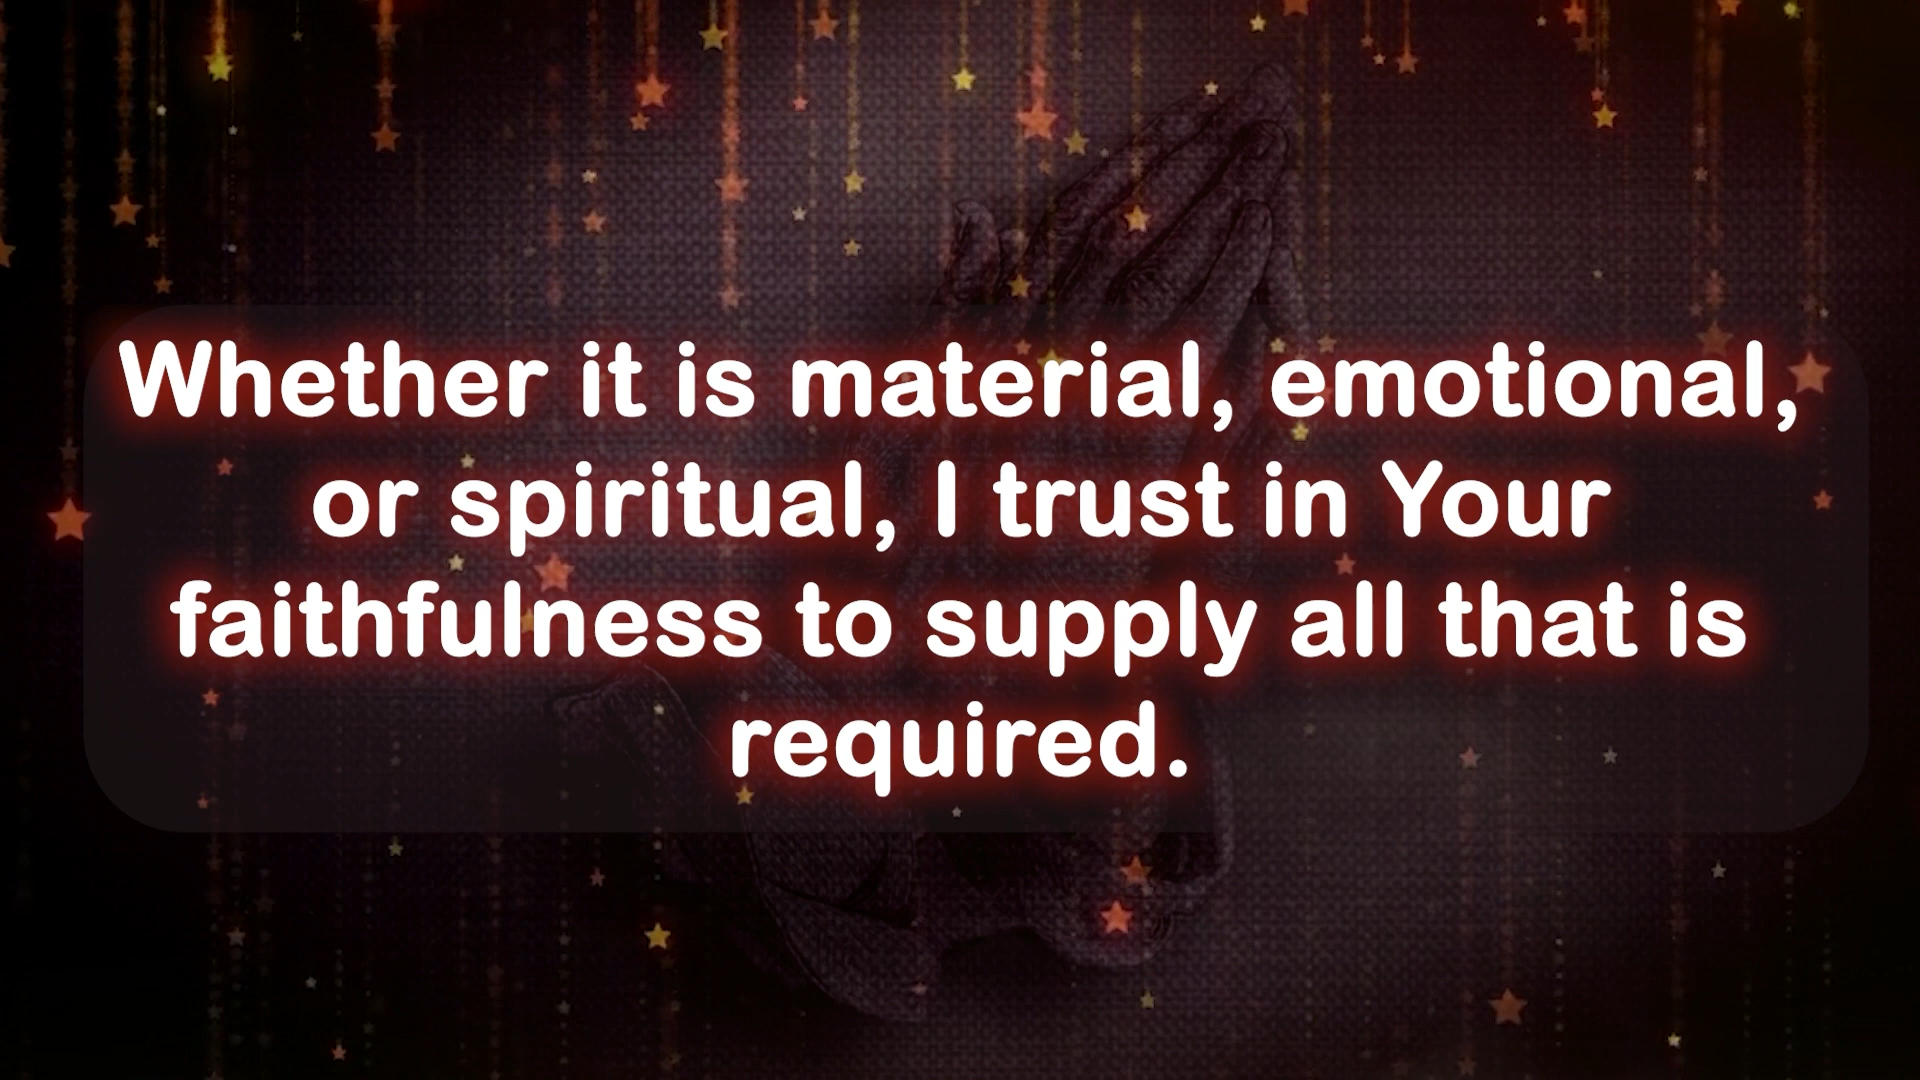 Whether it is material, emotional,
or spiritual, I trust in Your
faithfulness to supply all that is
required.